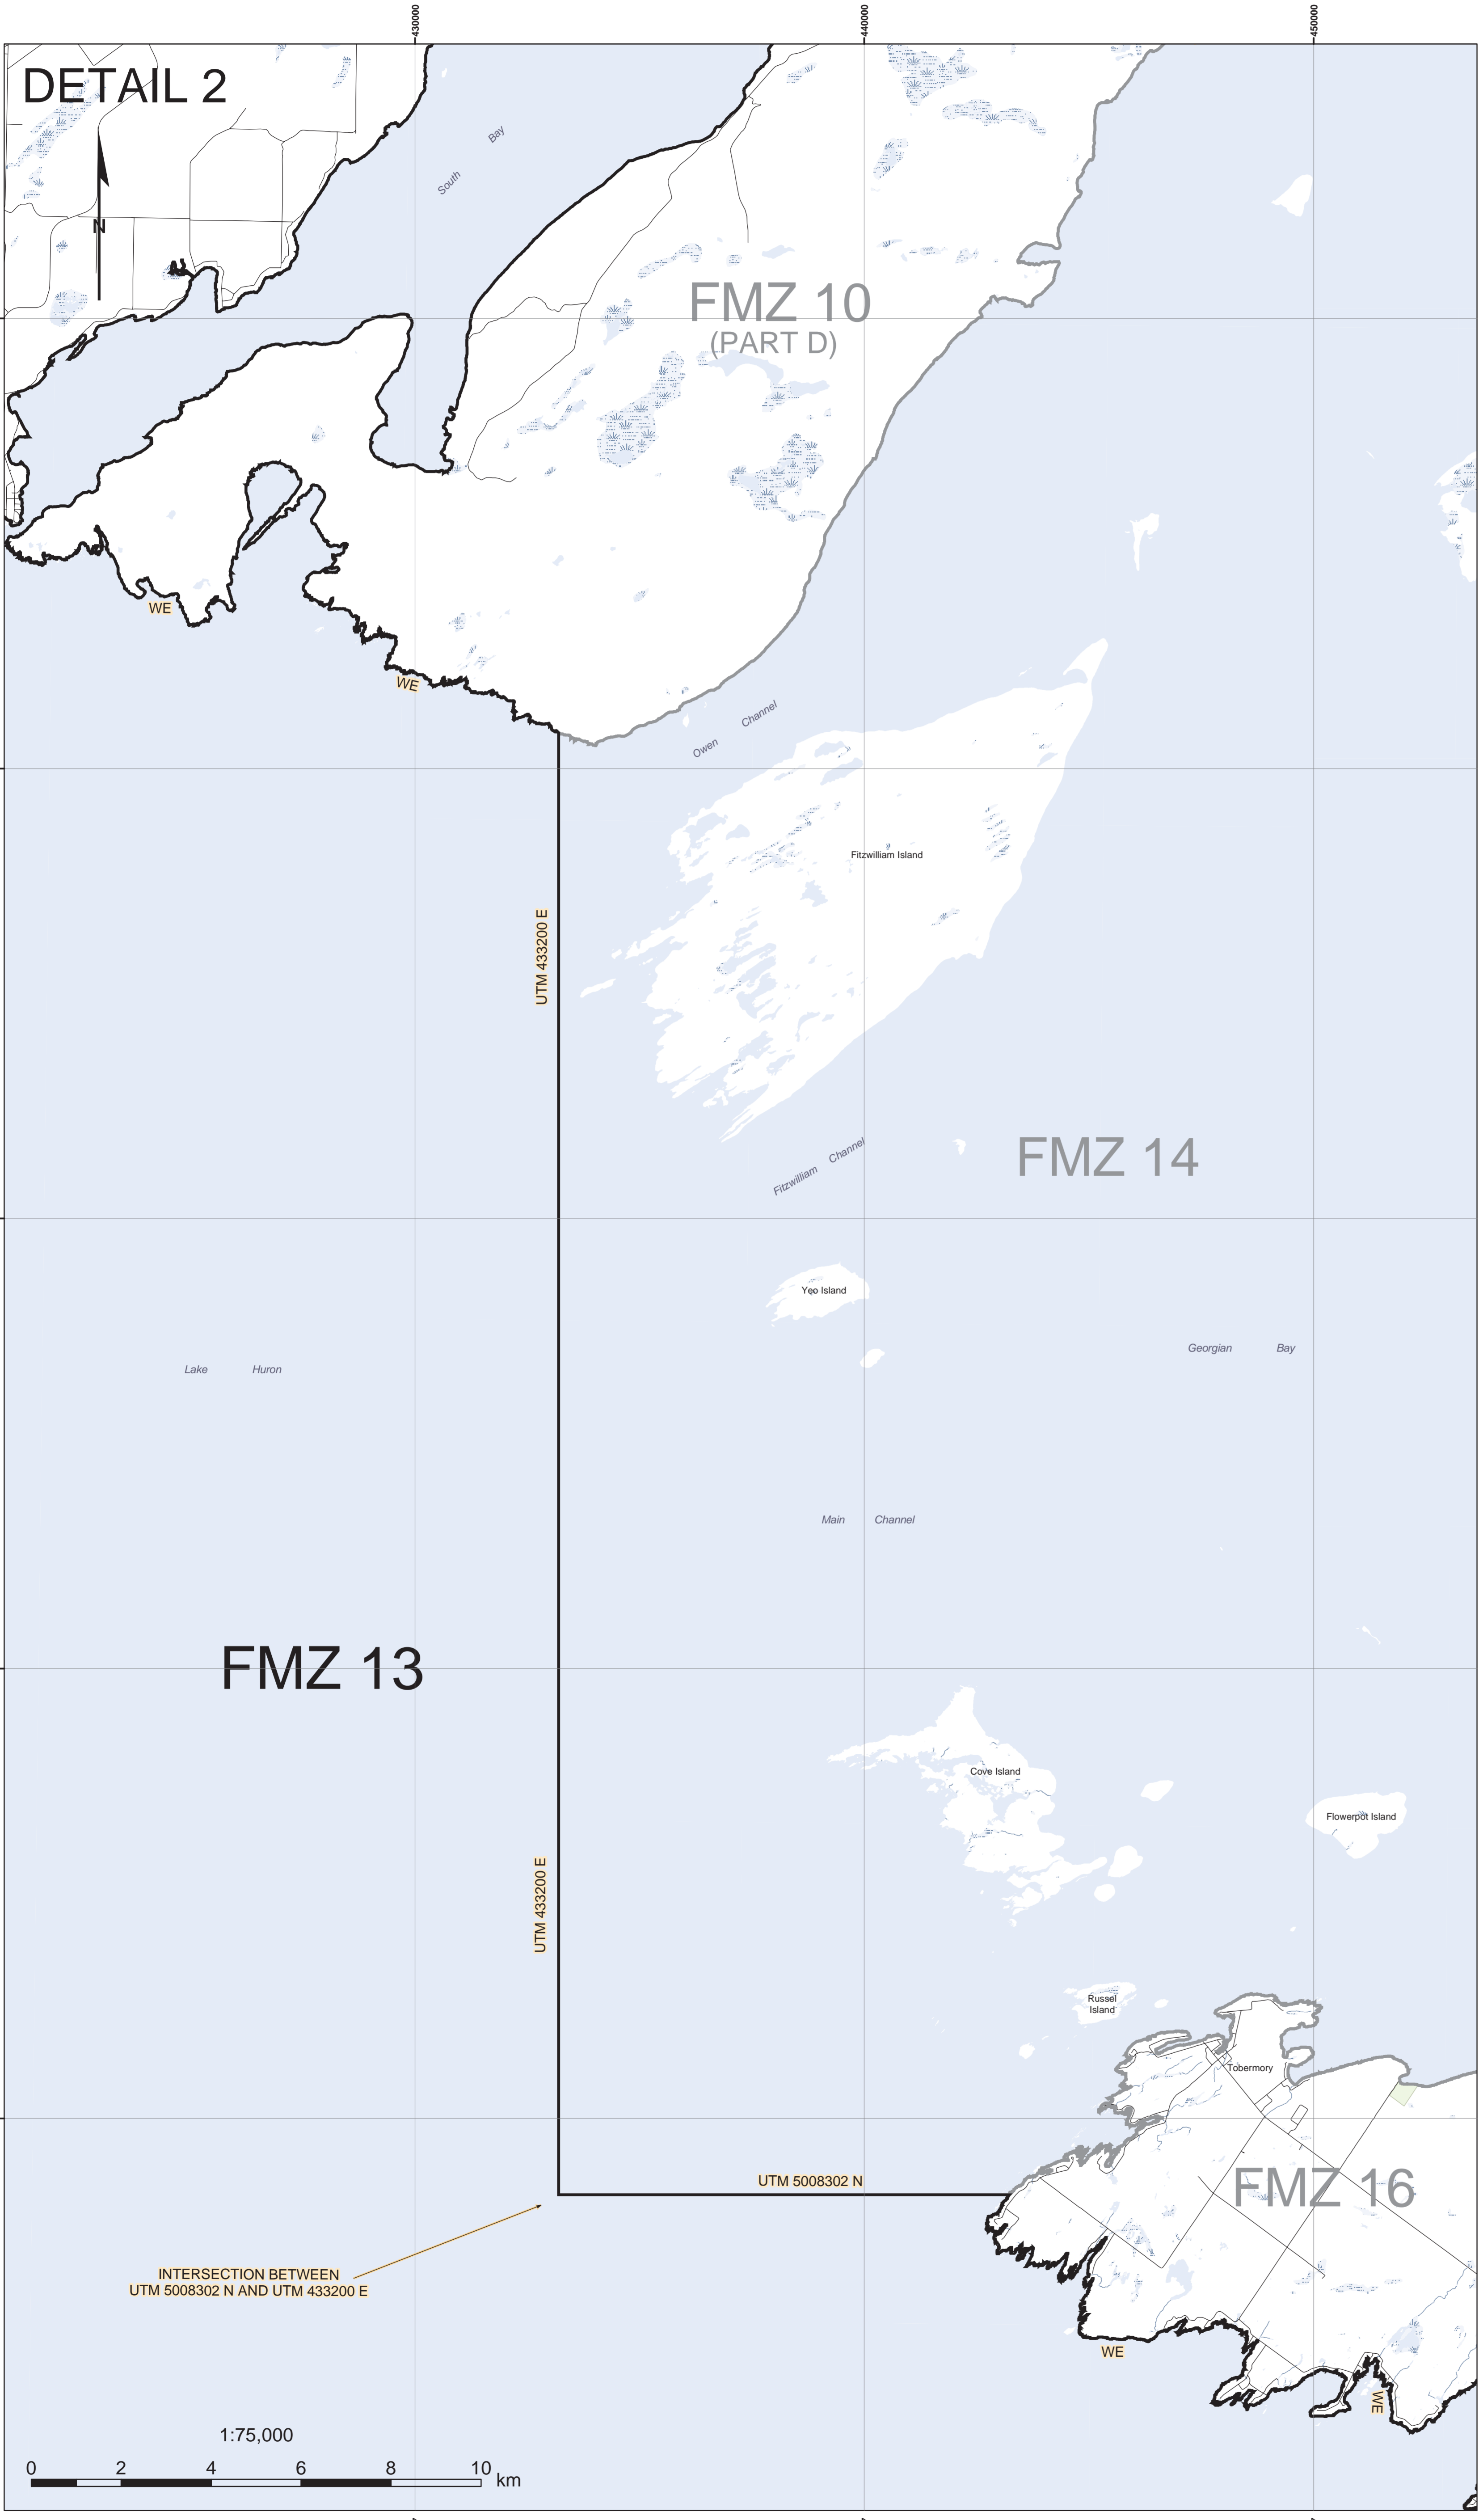 430000
440000
450000
DETAIL 2
Bay
South
N
FMZ 10
(PART D)
WE
WE
Channel
Owen
Fitzwilliam Island
UTM 433200 E
Channel
Fitzwilliam
FMZ 14
Yeo Island
Georgian Bay
Lake Huron
Main Channel
FMZ 13
Cove Island
Flowerpot Island
UTM 433200 E
Russel
Island
Tobermory
UTM 5008302 N
FMZ 16
INTERSECTION BETWEEN
UTM 5008302 N AND UTM 433200 E
WE
WE
1:75,000
0 2 4 6 8 10 km